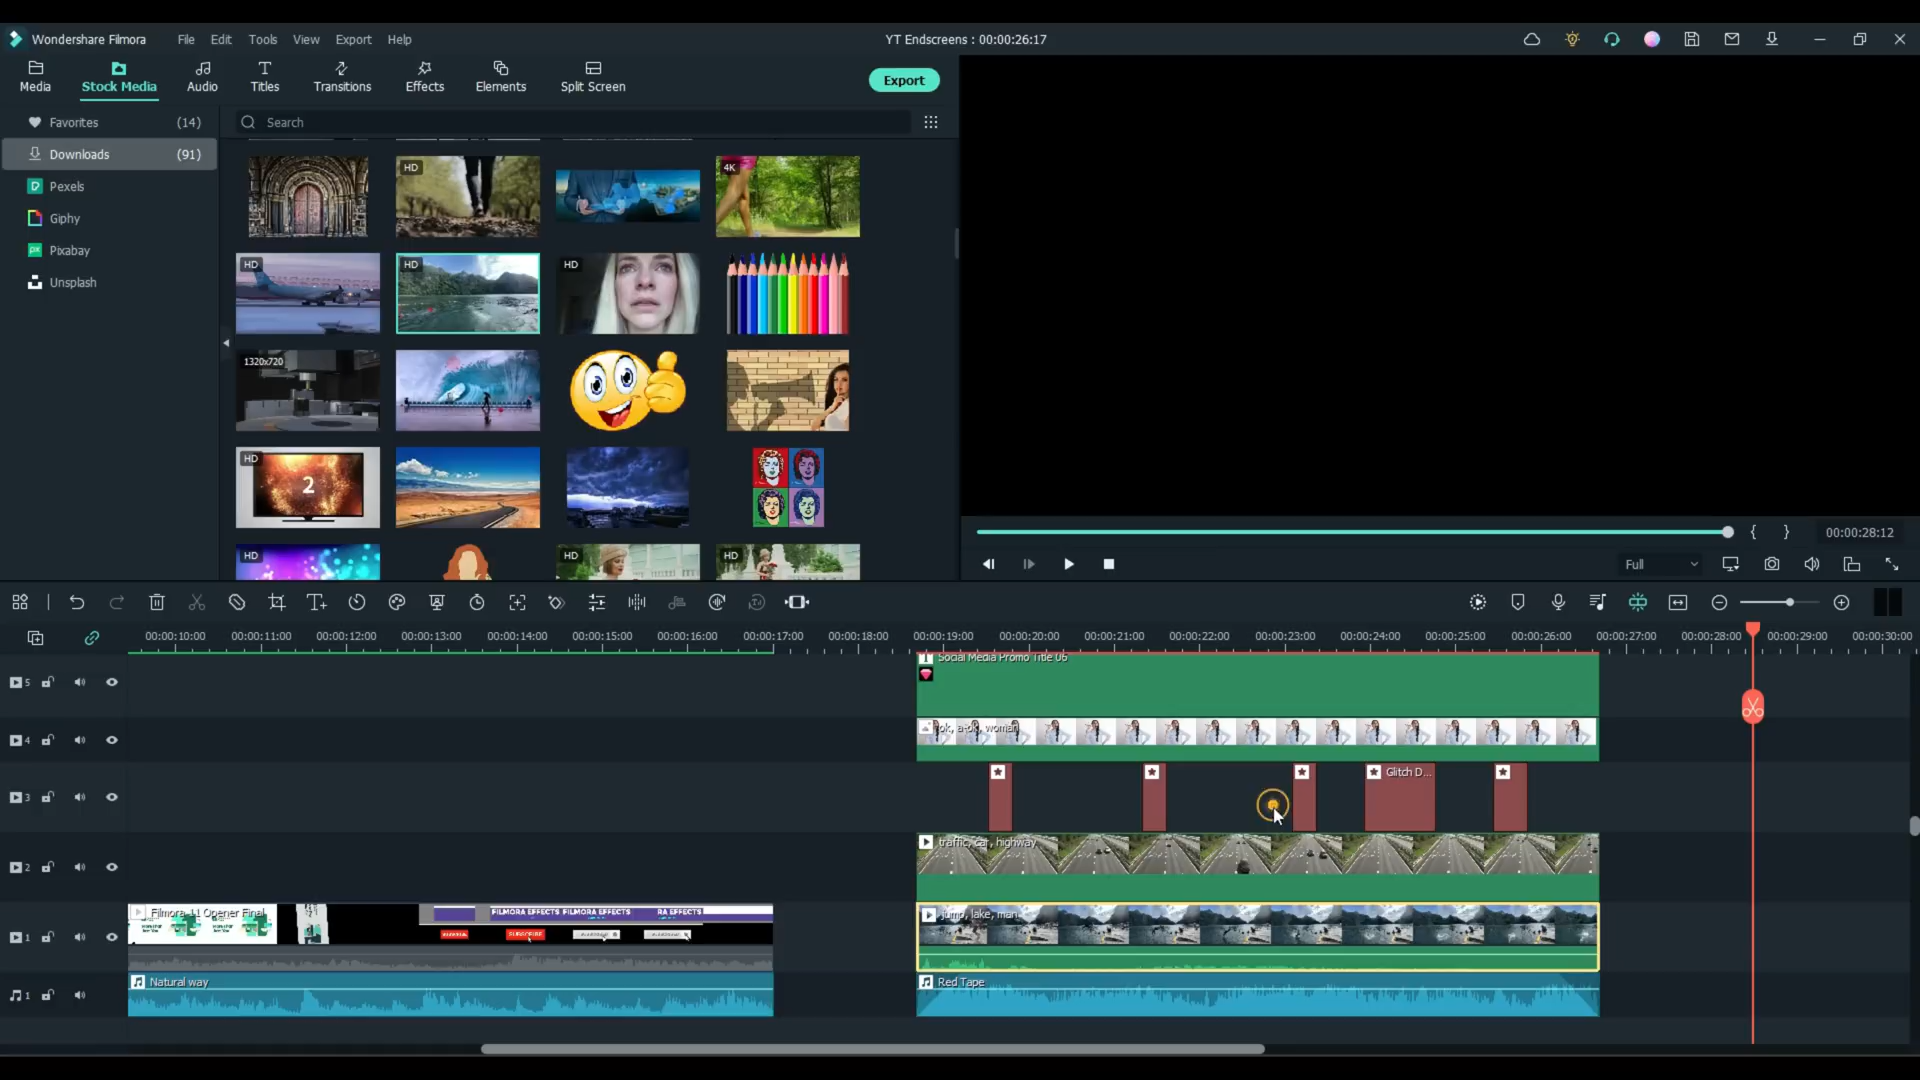 Wondershare Filmora File Edit Tools View Export Help YT Endscreens : 00:00:26:17
Media Stock Media Audio Titles Transitions Effects Elements Split Screen Export
Favorites (14) Search
Downloads (91)
Pexels
Giphy
Pixabay
Unsplash
HD 4K
HD HD HD
1320x720
HD 2
HD HD HD
{ } 00:00:28:12
Full
00:00:10:00 00:00:11:00 00:00:12:00 00:00:13:00 00:00:14:00 00:00:15:00 00:00:16:00 00:00:17:00 00:00:18:00 00:00:19:00 00:00:20:00 00:00:21:00 00:00:22:00 00:00:23:00 00:00:24:00 00:00:25:00 00:00:26:00 00:00:27:00 00:00:28:00 00:00:29:00 00:00:30:00
Social Media Promo Title 05
5
4 ok, a-ok, woman
3 Glitch D...
2 traffic, car, highway
Filmora 11 Opener Final FILMORA EFFECTS FILMORA EFFECTS RA EFFECTS jump, lake, man
SUBSCRIBE
1
Natural way Red Tape
1